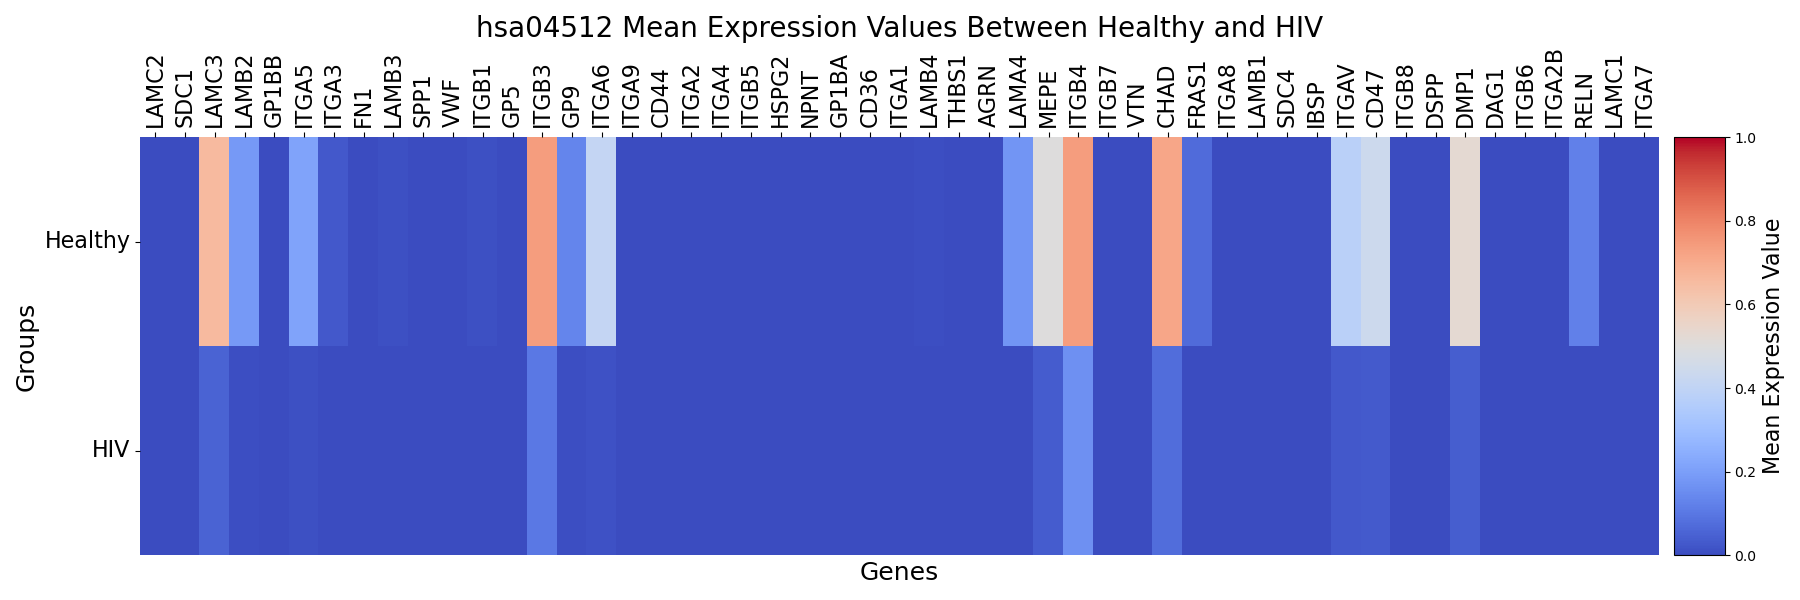 hsa04512 Mean Expression Values Between Healthy and HIV
LAMC2
SDC1
LAMC3
LAMB2
GP1BB
ITGA5
ITGA3
FN1
LAMB3
SPP1
VWF
ITGB1
GP5
ITGB3
GP9
ITGA6
ITGA9
CD44
ITGA2
ITGA4
ITGB5
HSPG2
NPNT
GP1BA
CD36
ITGA1
LAMB4
THBS1
AGRN
LAMA4
MEPE
ITGB4
ITGB7
VTN
CHAD
FRAS1
ITGA8
LAMB1
SDC4
IBSP
ITGAV
CD47
ITGB8
DSPP
DMP1
DAG1
ITGB6
ITGA2B
RELN
LAMC1
ITGA7
Groups
Healthy
HIV
Genes
1.0
0.8
0.6
0.4
0.2
0.0
Mean Expression Value